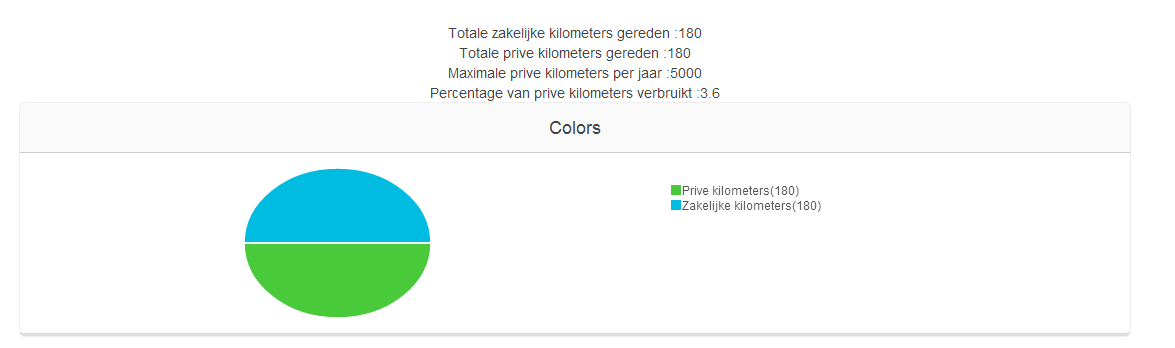 Totale zakelijke kilometers gereden :180
Totale prive kilometers gereden :180
Maximale prive kilometers per jaar :5000
Percentage van prive kilometers verbruikt :3.6
Colors
Prive kilometers(180)
Zakelijke kilometers(180)